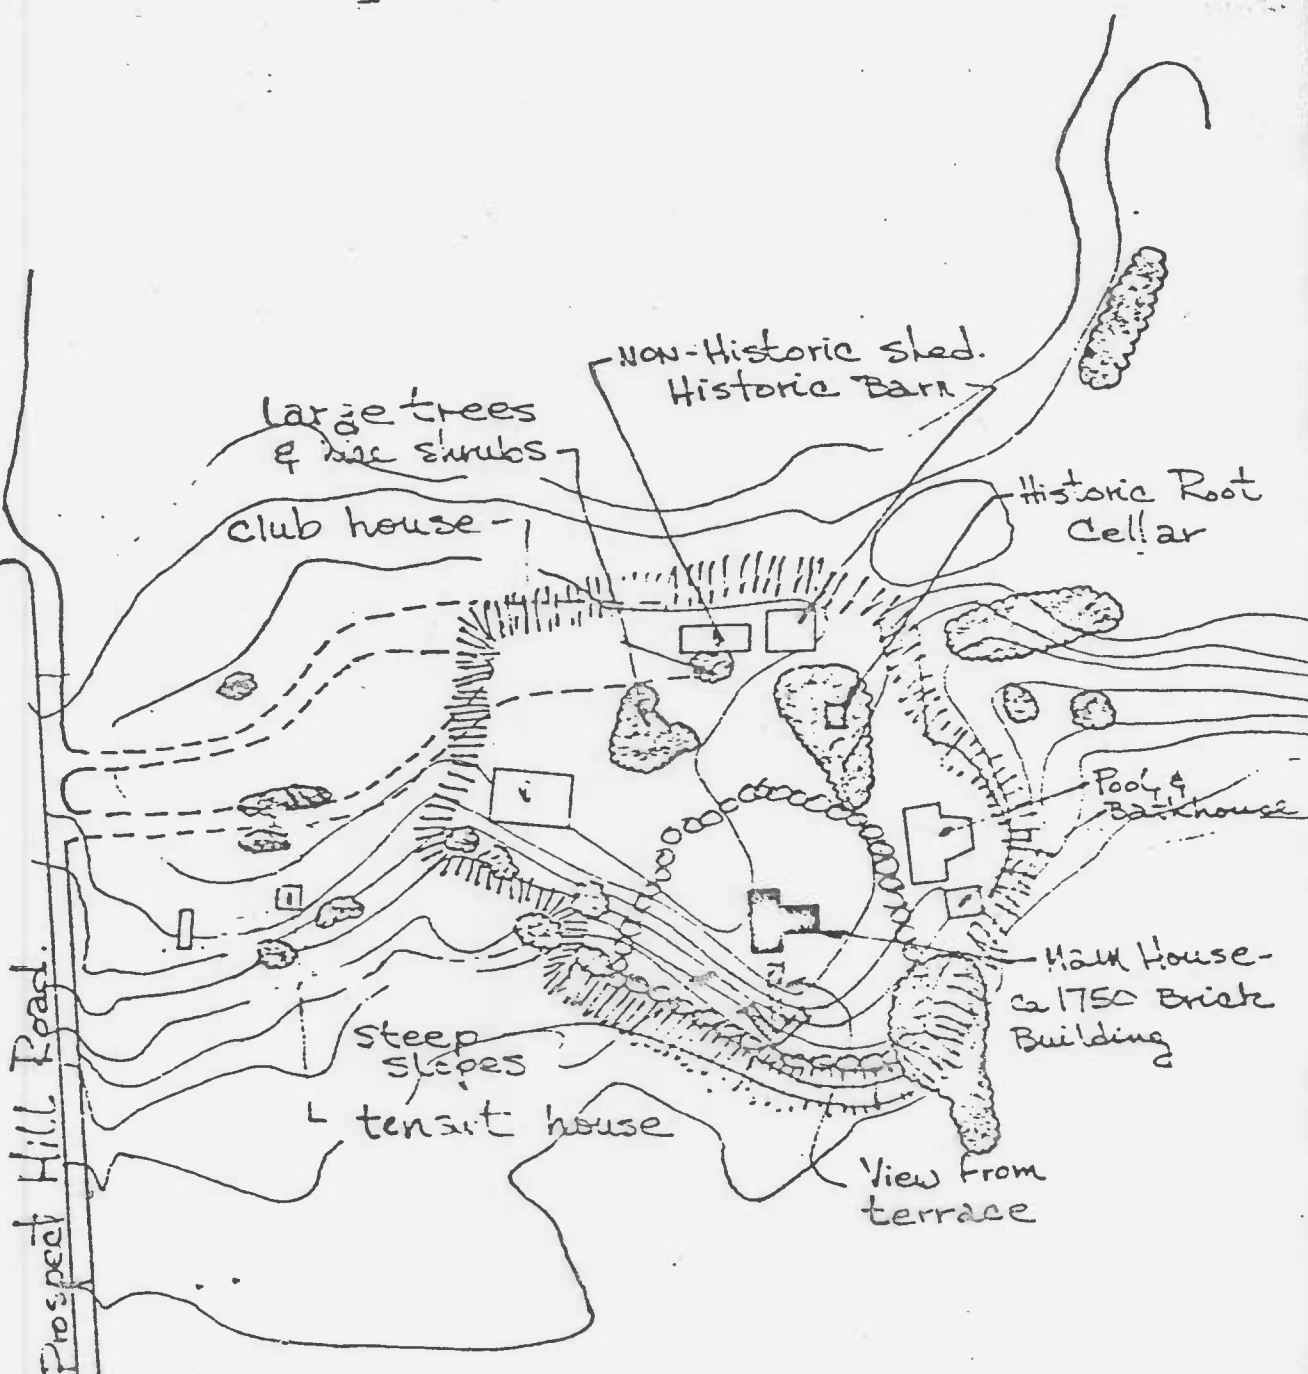 NON-Historic shed.
Historic Barn
large trees
& shrubs
club house
Historic Root
Cellar
Pool &
Bathhouse
Main House-
ca 1750 Brick
Building
steep
slopes
tenant house
View From
terrace
Prospect Hill Road